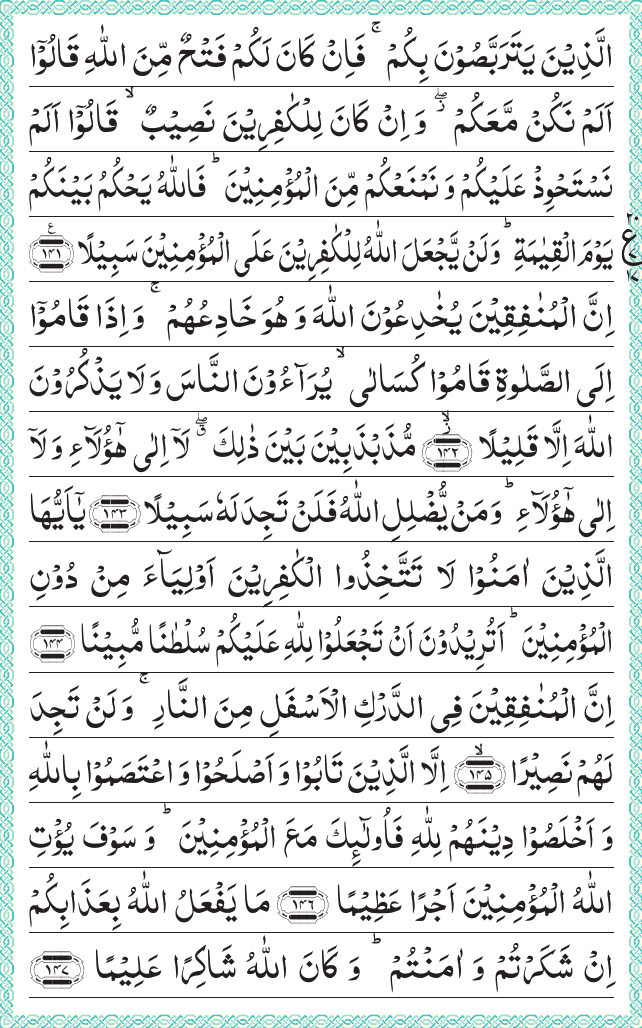 الَّذِيۡنَ يَتَرَبَّصُوۡنَ بِكُمۡ ۚ فَاِنۡ كَانَ لَكُمۡ فَتۡحٌ مِّنَ اللّٰهِ قَالُوۡۤا
اَلَمۡ نَكُنۡ مَّعَكُمۡ ۖ ز وَ اِنۡ كَانَ لِلۡكٰفِرِيۡنَ نَصِيۡبٌ ۙ قَالُوۡۤا اَلَمۡ
نَسۡتَحۡوِذۡ عَلَيۡكُمۡ وَ نَمۡنَعۡكُمۡ مِّنَ الۡمُؤۡمِنِيۡنَ ؕ فَاللّٰهُ يَحۡكُمُ بَيۡنَكُمۡ
يَوۡمَ الۡقِيٰمَةِ ؕ وَلَنۡ يَّجۡعَلَ اللّٰهُ لِلۡكٰفِرِيۡنَ عَلَى الۡمُؤۡمِنِيۡنَ سَبِيۡلًا ﴿۱۴۱﴾ ع
۲۰ ع ۷ ۱۷
اِنَّ الۡمُنٰفِقِيۡنَ يُخٰدِعُوۡنَ اللّٰهَ وَ هُوَ خَادِعُهُمۡ ۚ وَ اِذَا قَامُوۡۤا
اِلَى الصَّلٰوةِ قَامُوۡا كُسَالٰى ۙ يُرَآءُوۡنَ النَّاسَ وَ لَا يَذۡكُرُوۡنَ
اللّٰهَ اِلَّا قَلِيۡلًا ﴿۱۴۲﴾ ۙ ز مُّذَبۡذَبِيۡنَ بَيۡنَ ذٰلِكَ ۖ ق لَاۤ اِلٰى هٰۤؤُلَآءِ وَ لَاۤ
اِلٰى هٰۤؤُلَآءِ ؕ وَ مَنۡ يُّضۡلِلِ اللّٰهُ فَلَنۡ تَجِدَ لَهٗ سَبِيۡلًا ﴿۱۴۳﴾ يٰۤاَيُّهَا
الَّذِيۡنَ اٰمَنُوۡا لَا تَتَّخِذُوا الۡكٰفِرِيۡنَ اَوۡلِيَآءَ مِنۡ دُوۡنِ
الۡمُؤۡمِنِيۡنَ ؕ اَتُرِيۡدُوۡنَ اَنۡ تَجۡعَلُوۡا لِلّٰهِ عَلَيۡكُمۡ سُلۡطٰنًا مُّبِيۡنًا ﴿۱۴۴﴾
اِنَّ الۡمُنٰفِقِيۡنَ فِى الدَّرۡكِ الۡاَسۡفَلِ مِنَ النَّارِ ۚ وَ لَنۡ تَجِدَ
لَهُمۡ نَصِيۡرًا ﴿۱۴۵﴾ ۙ اِلَّا الَّذِيۡنَ تَابُوۡا وَ اَصۡلَحُوۡا وَ اعۡتَصَمُوۡا بِاللّٰهِ
وَ اَخۡلَصُوۡا دِيۡنَهُمۡ لِلّٰهِ فَاُولٰٓئِكَ مَعَ الۡمُؤۡمِنِيۡنَ ؕ وَ سَوۡفَ يُؤۡتِ
اللّٰهُ الۡمُؤۡمِنِيۡنَ اَجۡرًا عَظِيۡمًا ﴿۱۴۶﴾ مَا يَفۡعَلُ اللّٰهُ بِعَذَابِكُمۡ
اِنۡ شَكَرۡتُمۡ وَ اٰمَنۡتُمۡ ؕ وَ كَانَ اللّٰهُ شَاكِرًا عَلِيۡمًا ﴿۱۴۷﴾